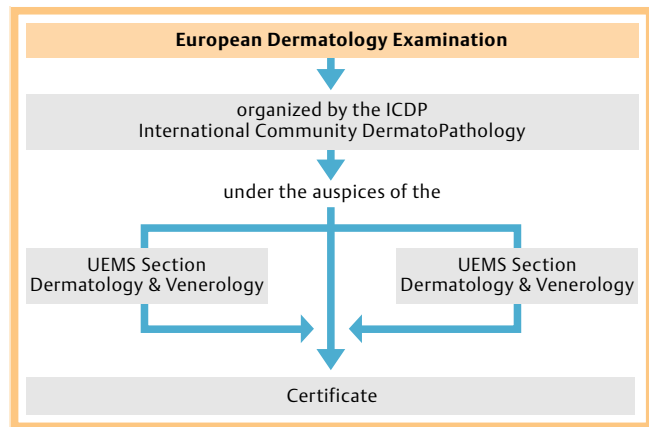 European Dermatology Examination
organized by the ICDP
International Community DermatoPathology
under the auspices of the
UEMS Section
Dermatology & Venerology
UEMS Section
Dermatology & Venerology
Certificate